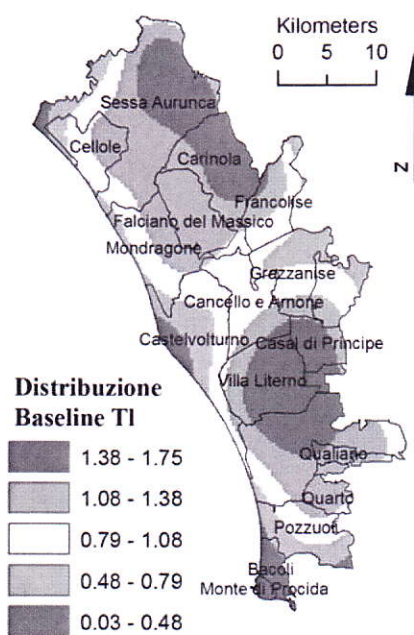 Kilometers
0 5 10
N
Sessa Aurunca
Cellole
Carinola
Francolise
Falciano del Massico
Mondragone
Grezzanise
Cancello e Arnone
Castelvolturno
Casal di Principe
Villa Literno
Qualiano
Quarto
Pozzuoli
Bacoli
Monte di Procida
Distribuzione
Baseline Tl
1.38 - 1.75
1.08 - 1.38
0.79 - 1.08
0.48 - 0.79
0.03 - 0.48